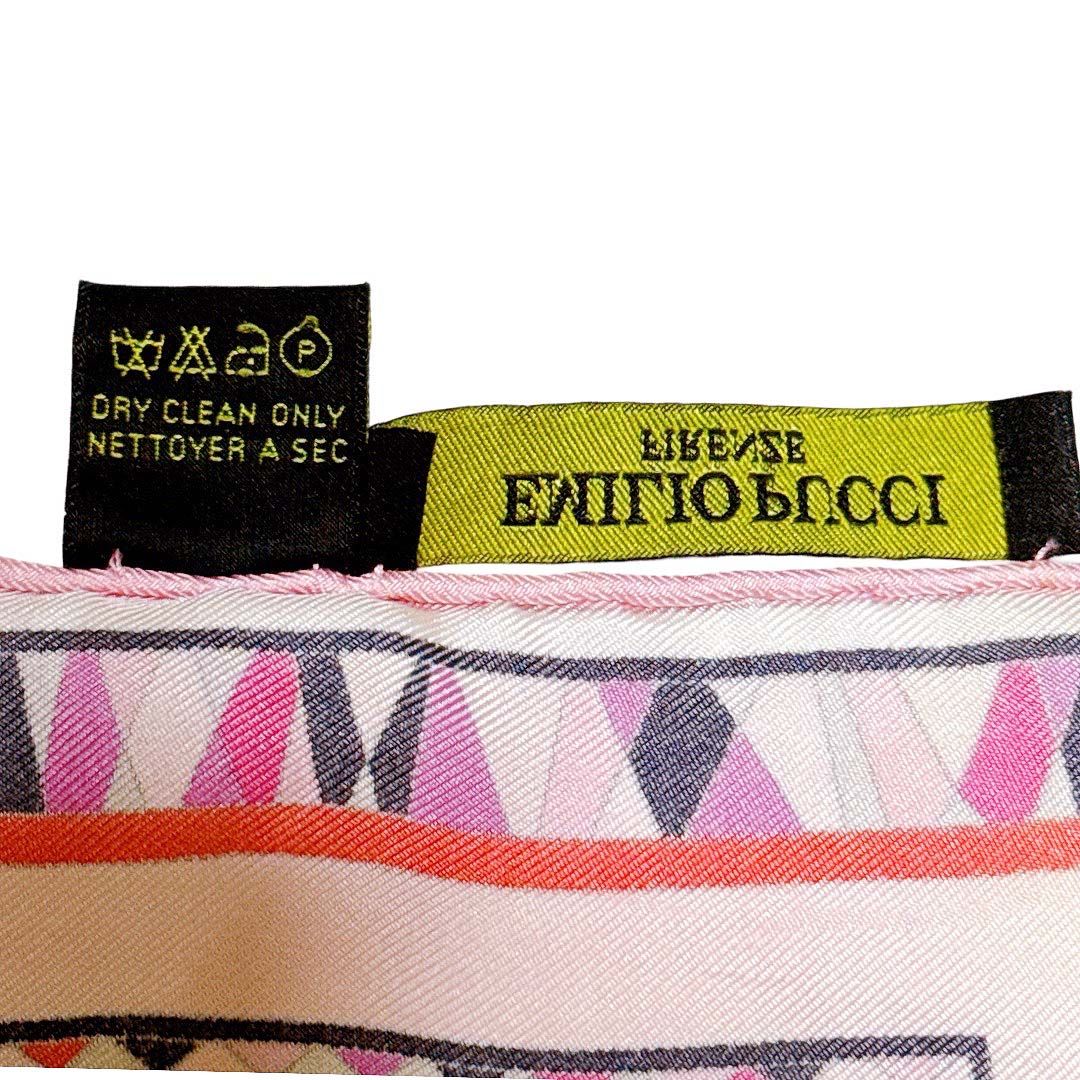 P
DRY CLEAN ONLY
NETTOYER A SEC
EMILIO PUCCI
FIRENZE